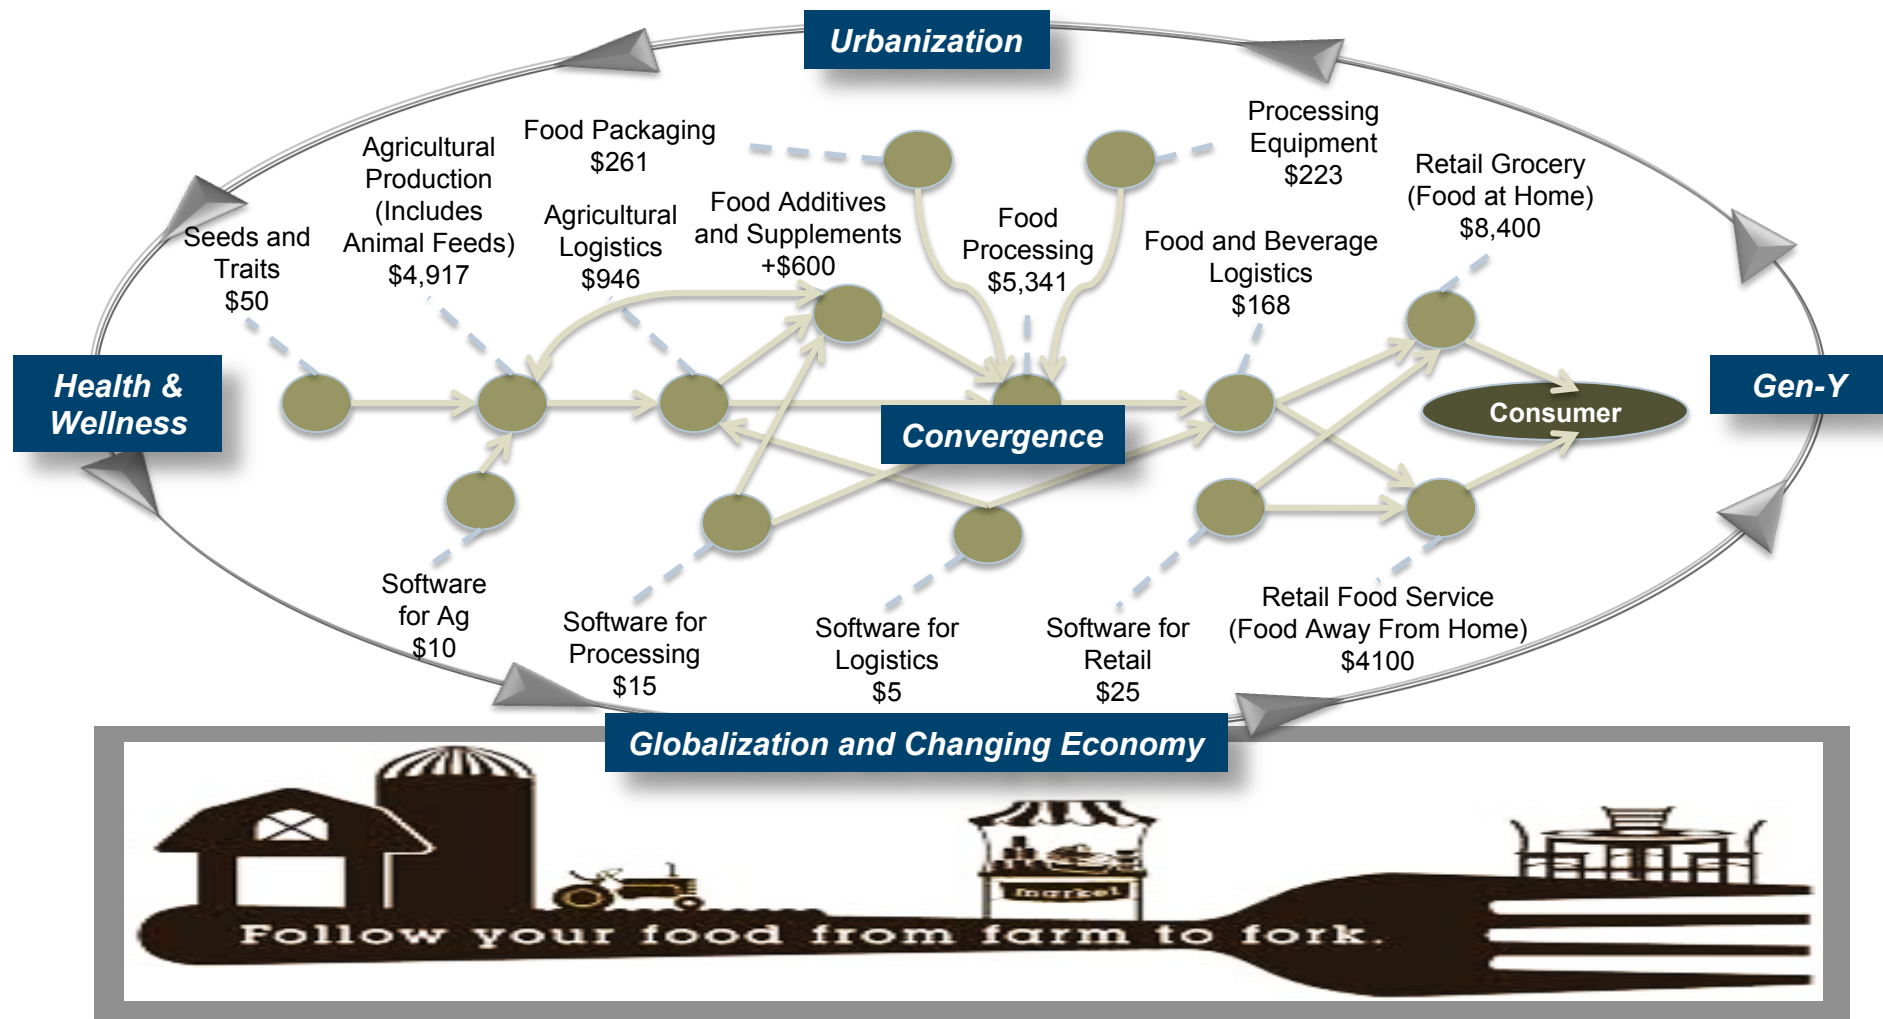 Urbanization
Food Packaging
$261
Processing
Equipment
$223
Agricultural
Production
(Includes
Animal Feeds)
$4,917
Retail Grocery
(Food at Home)
$8,400
Food Additives
and Supplements
+$600
Agricultural
Logistics
$946
Food
Processing
$5,341
Seeds and
Traits
$50
Food and Beverage
Logistics
$168
Health &
Wellness
Gen-Y
Consumer
Convergence
Software
for Ag
$10
Software for
Processing
$15
Software for
Logistics
$5
Software for
Retail
$25
Retail Food Service
(Food Away From Home)
$4100
Globalization and Changing Economy
market
Follow your food from farm to fork.